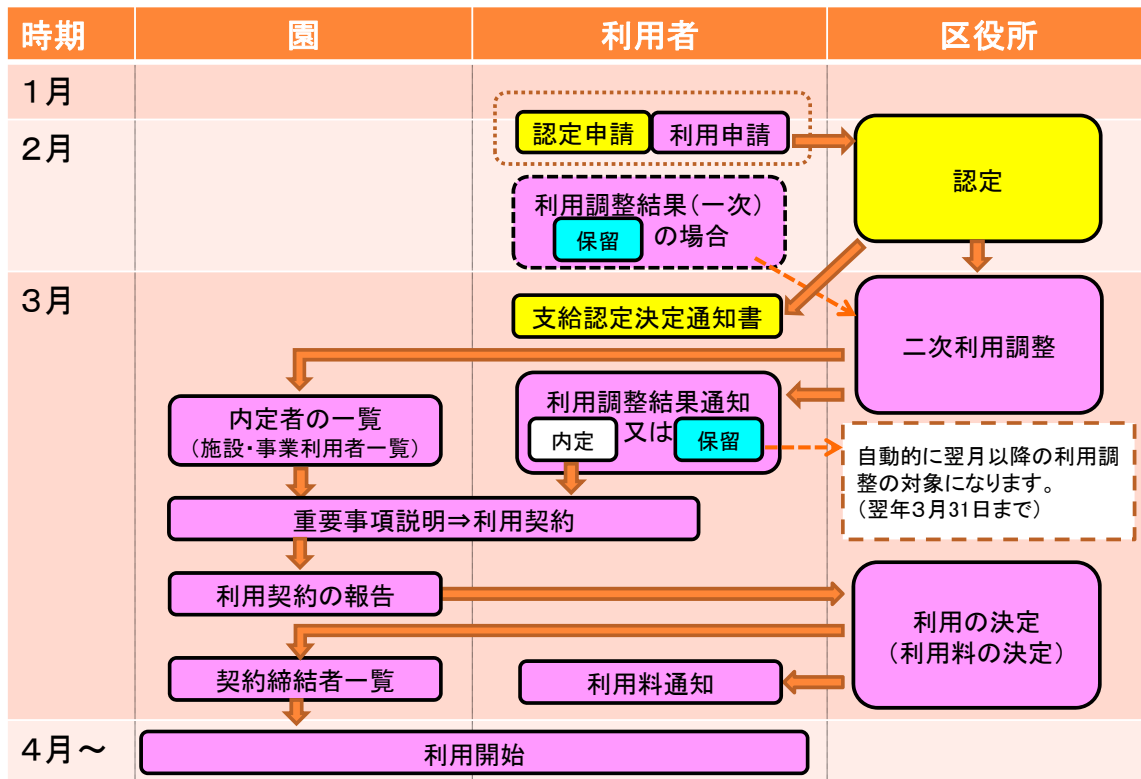 時期
園
利用者
区役所
1月
2月
認定申請
利用申請
認定
利用調整結果(一次)
保留 の場合
3月
支給認定決定通知書
二次利用調整
内定者の一覧
(施設・事業利用者一覧)
利用調整結果通知
内定 又は 保留
自動的に翌月以降の利用調
整の対象になります。
(翌年3月31日まで)
重要事項説明⇒利用契約
利用契約の報告
利用の決定
(利用料の決定)
契約締結者一覧
利用料通知
4月~
利用開始